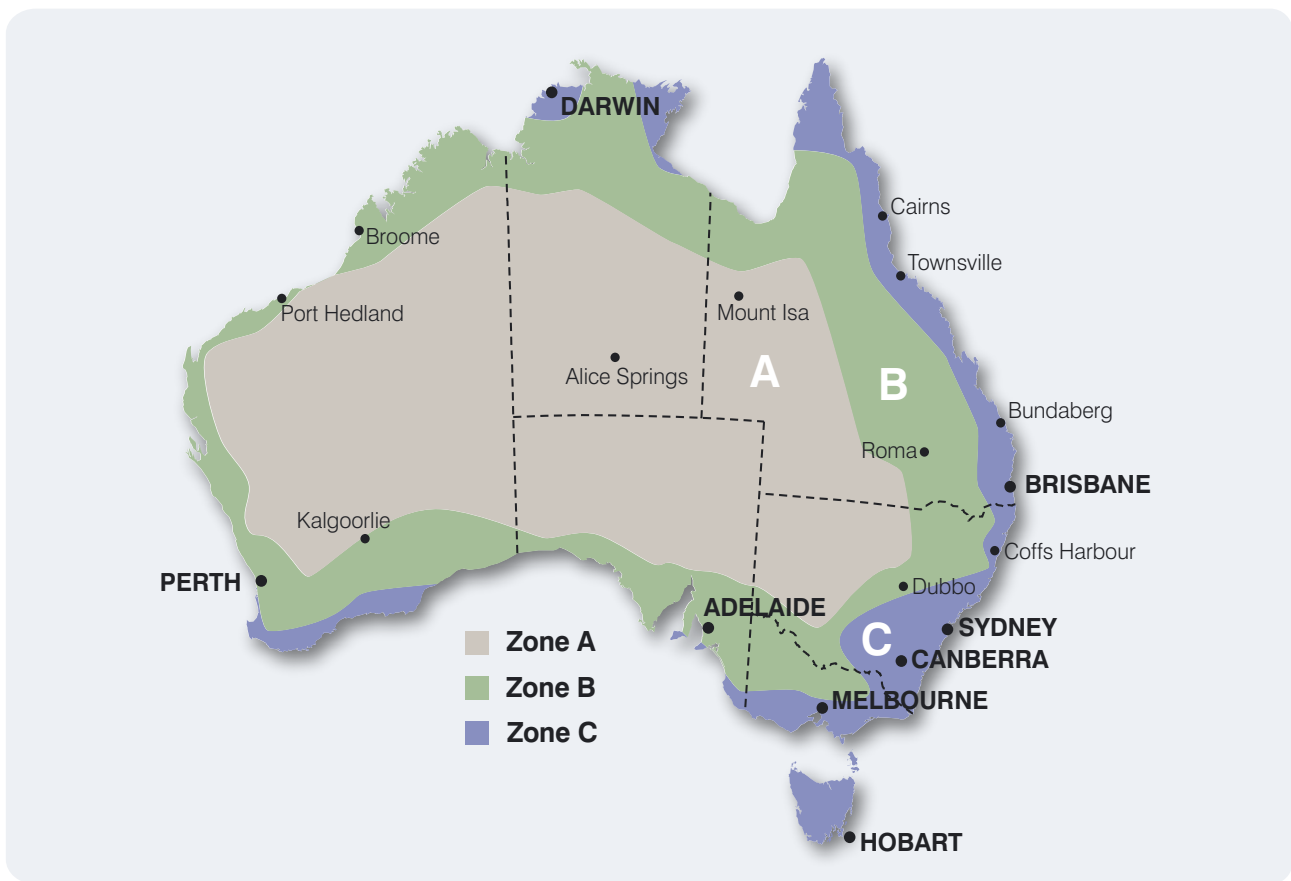 DARWIN
Cairns
Broome
Townsville
Port Hedland
Mount Isa
Alice Springs
A
B
Bundaberg
Roma
BRISBANE
Kalgoorlie
Coffs Harbour
PERTH
Dubbo
ADELAIDE
SYDNEY
C
CANBERRA
MELBOURNE
HOBART
Zone A
Zone B
Zone C